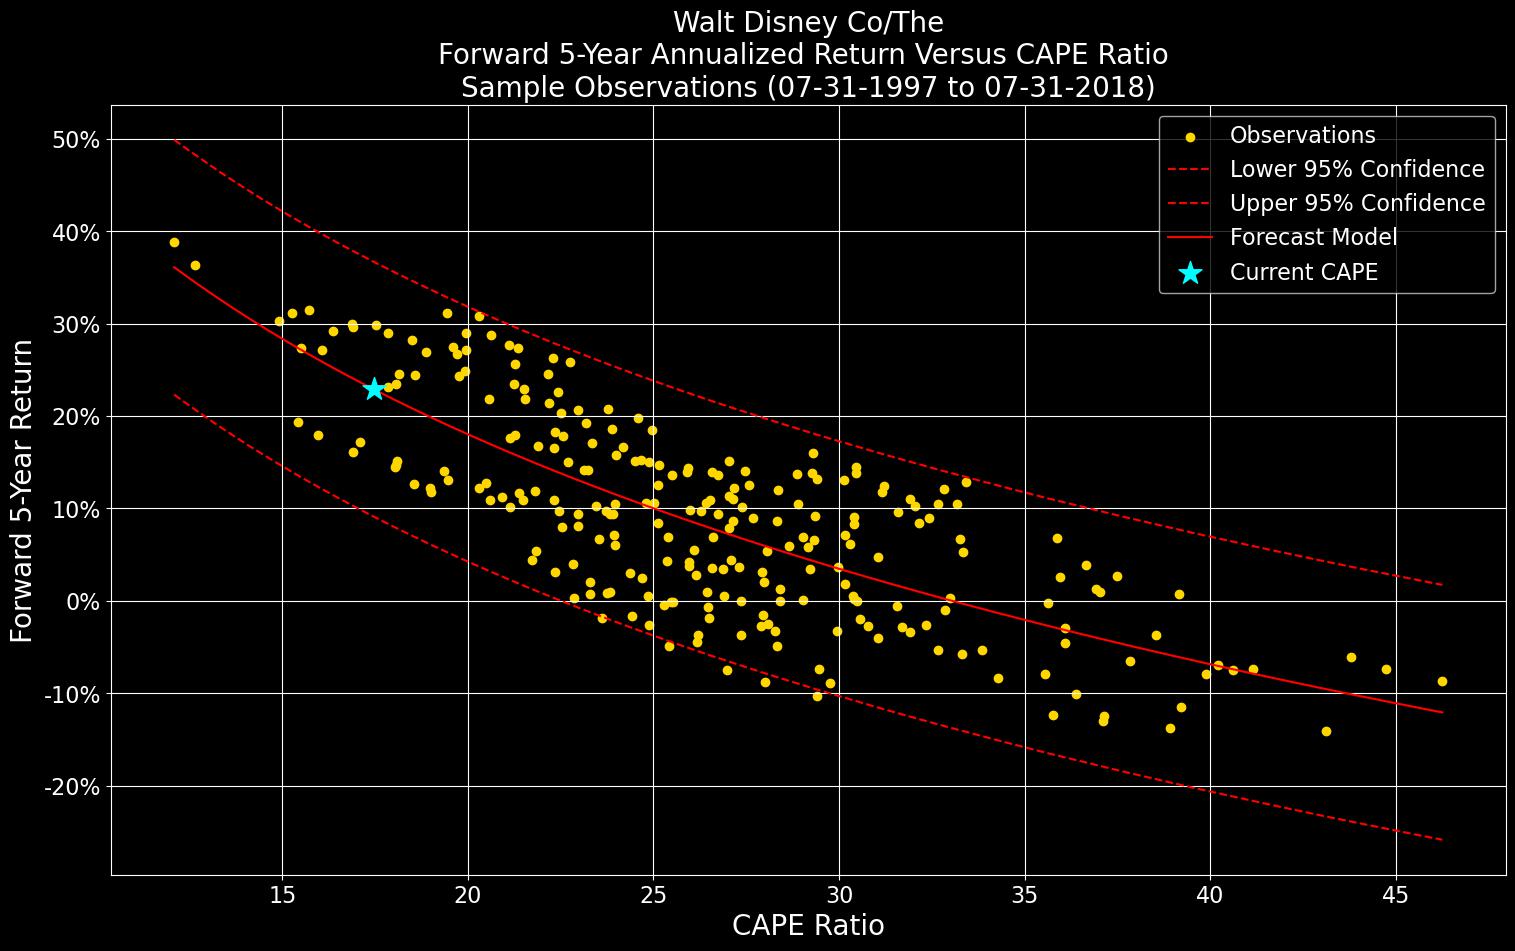 Walt Disney Co/The
Forward 5-Year Annualized Return Versus CAPE Ratio
Sample Observations (07-31-1997 to 07-31-2018)
Observations
Lower 95% Confidence
Upper 95% Confidence
Forecast Model
Current CAPE
Forward 5-Year Return
50%
40%
30%
20%
10%
0%
-10%
-20%
15 20 25 30 35 40 45
CAPE Ratio